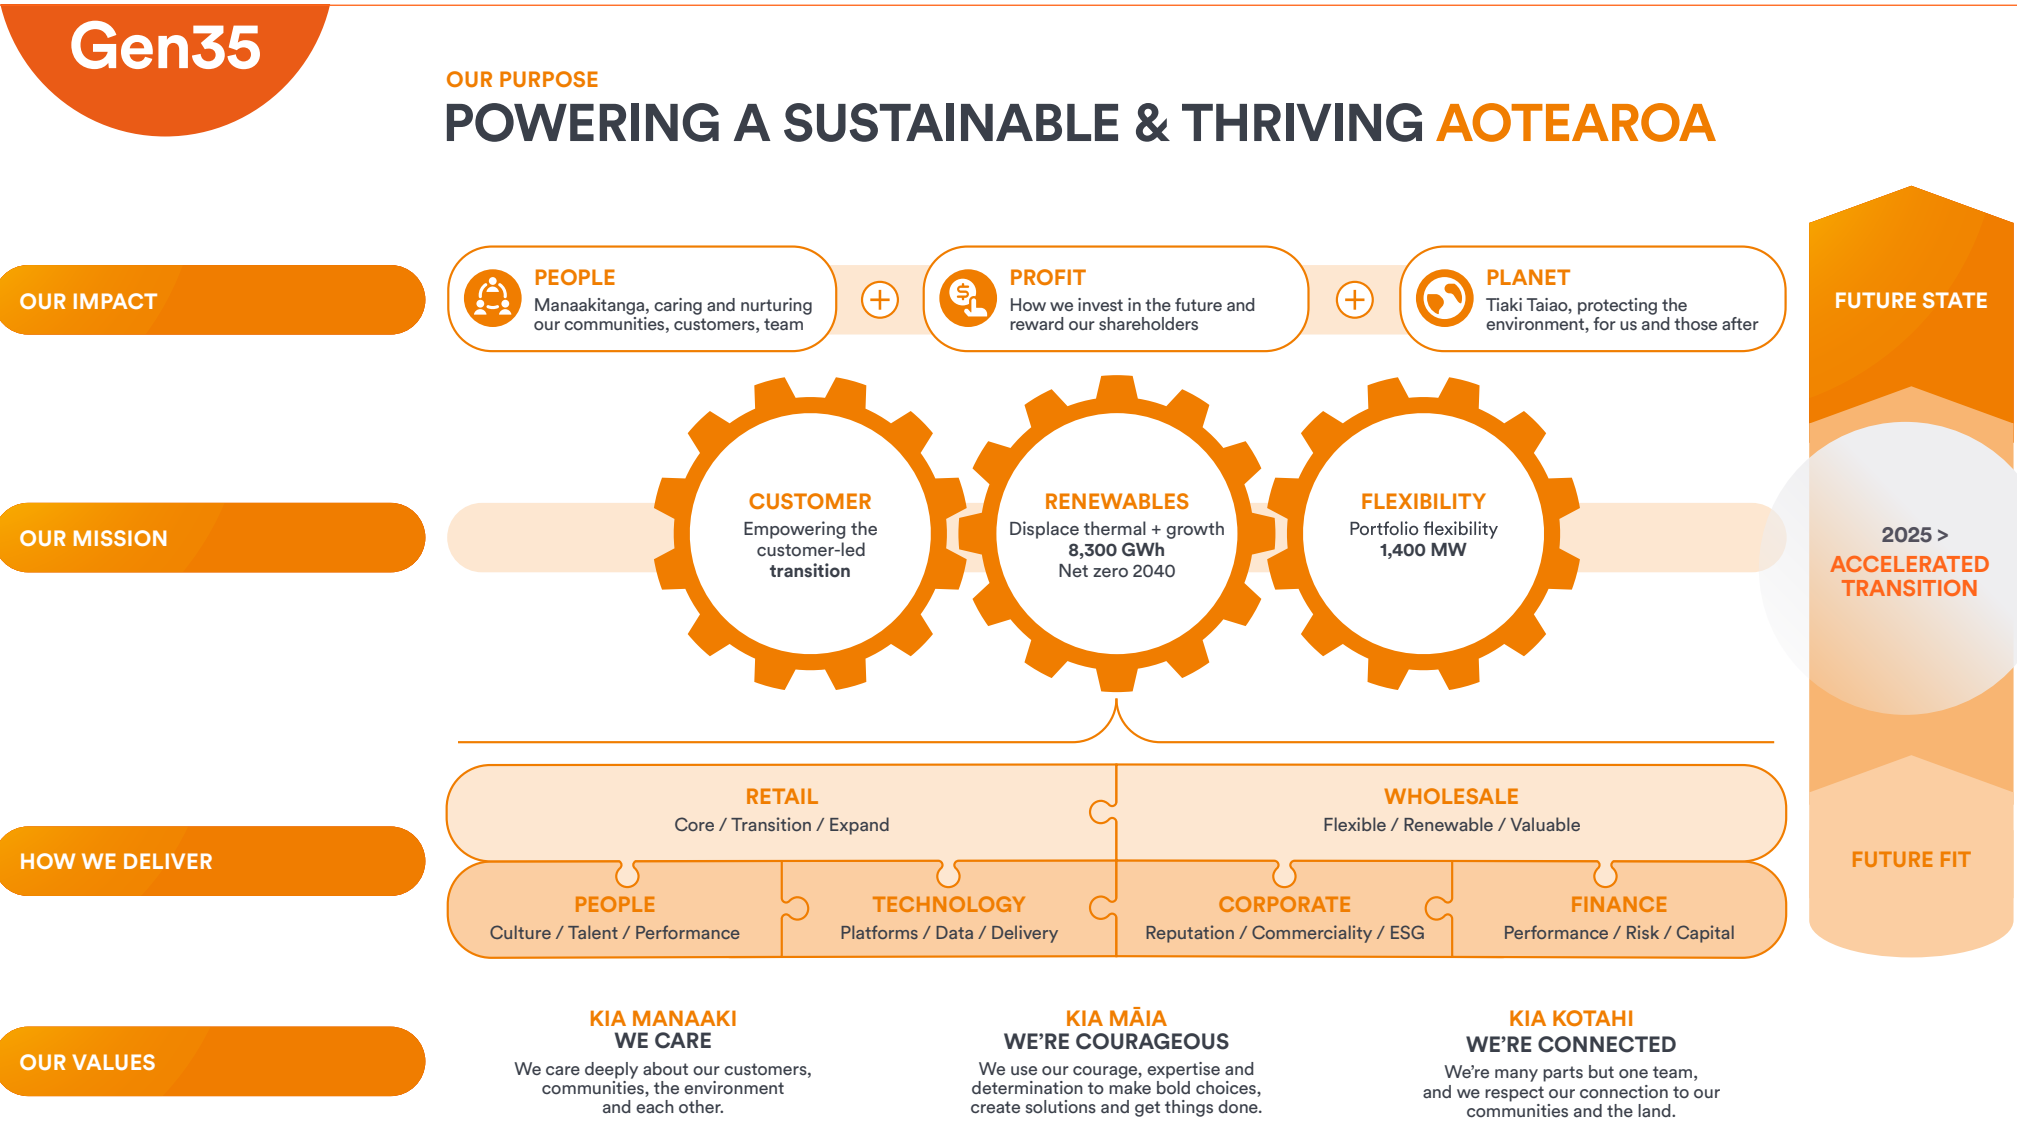 Gen35
OUR PURPOSE
POWERING A SUSTAINABLE & THRIVING AOTEAROA
OUR IMPACT
PEOPLE
Manaakitanga, caring and nurturing
our communities, customers, team
PROFIT
How we invest in the future and
reward our shareholders
PLANET
Tiaki Taiao, protecting the
environment, for us and those after
FUTURE STATE
OUR MISSION
CUSTOMER
Empowering the
customer-led
transition
RENEWABLES
Displace thermal + growth
8,300 GWh
Net zero 2040
FLEXIBILITY
Portfolio flexibility
1,400 MW
2025 >
ACCELERATED
TRANSITION
HOW WE DELIVER
RETAIL
Core / Transition / Expand
WHOLESALE
Flexible / Renewable / Valuable
PEOPLE
Culture / Talent / Performance
TECHNOLOGY
Platforms / Data / Delivery
CORPORATE
Reputation / Commerciality / ESG
FINANCE
Performance / Risk / Capital
FUTURE FIT
OUR VALUES
KIA MANAAKI
WE CARE
We care deeply about our customers,
communities, the environment
and each other.
KIA MĀIA
WE'RE COURAGEOUS
We use our courage, expertise and
determination to make bold choices,
create solutions and get things done.
KIA KOTAHI
WE'RE CONNECTED
We're many parts but one team,
and we respect our connection to our
communities and the land.